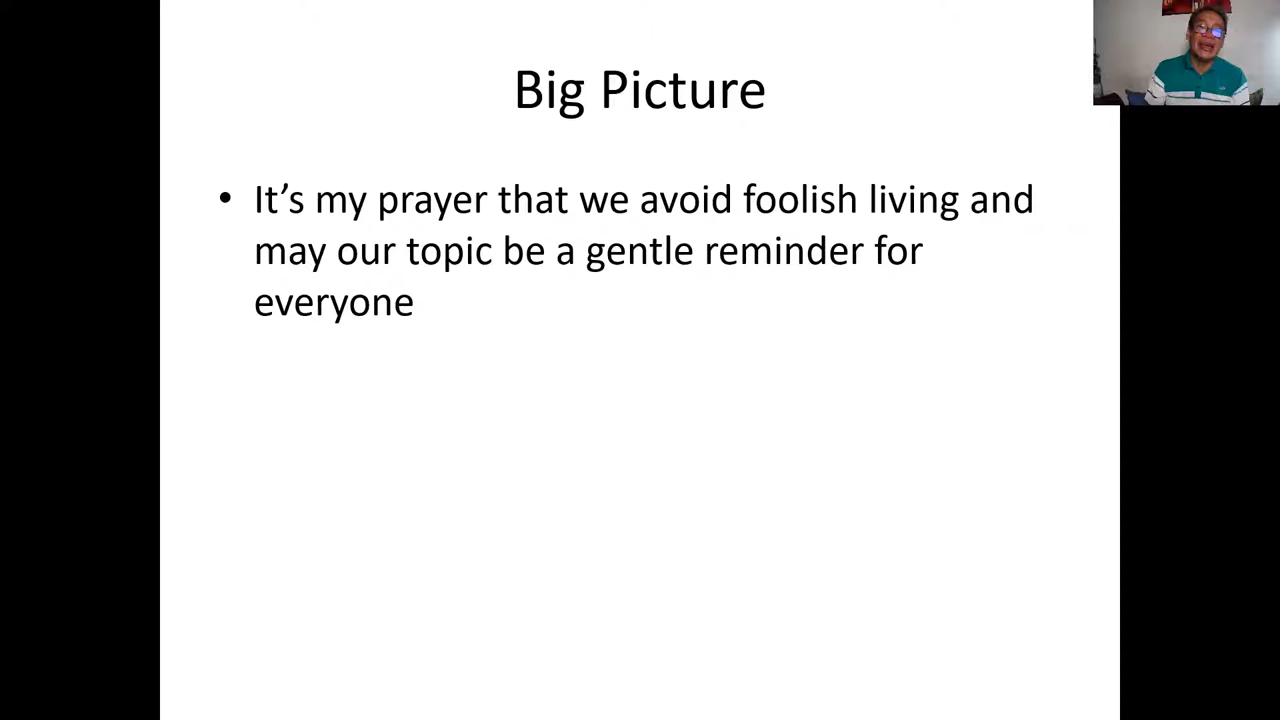 Big Picture
• It’s my prayer that we avoid foolish living and
may our topic be a gentle reminder for
everyone